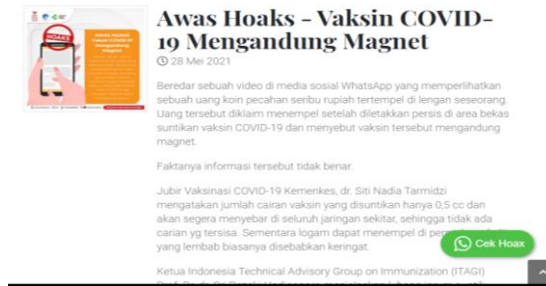 HOAKS
Awas Hoaks - Vaksin COVID-
19 Mengandung Magnet
28 Mei 2021
Beredar sebuah video di media sosial WhatsApp yang memperlihatkan
sebuah uang koin pecahan seribu rupiah tertempel di lengan seseorang.
Uang tersebut diklaim menempel setelah diletakkan persis di area bekas
suntikan vaksin COVID-19 dan menyebut vaksin tersebut mengandung
magnet.
Faktanya informasi tersebut tidak benar.
Jubir Vaksinasi COVID-19 Kemenkes, dr. Siti Nadia Tarmidzi
mengatakan jumlah cairan vaksin yang disuntikan hanya 0,5 cc dan
akan segera menyebar di seluruh jaringan sekitar, sehingga tidak ada
carian yg tersisa. Sementara logam dapat menempel di
yang lembab biasanya disebabkan keringat.
Cek Hoax
Ketua Indonesia Technical Advisory Group on Immunization (ITAGI)